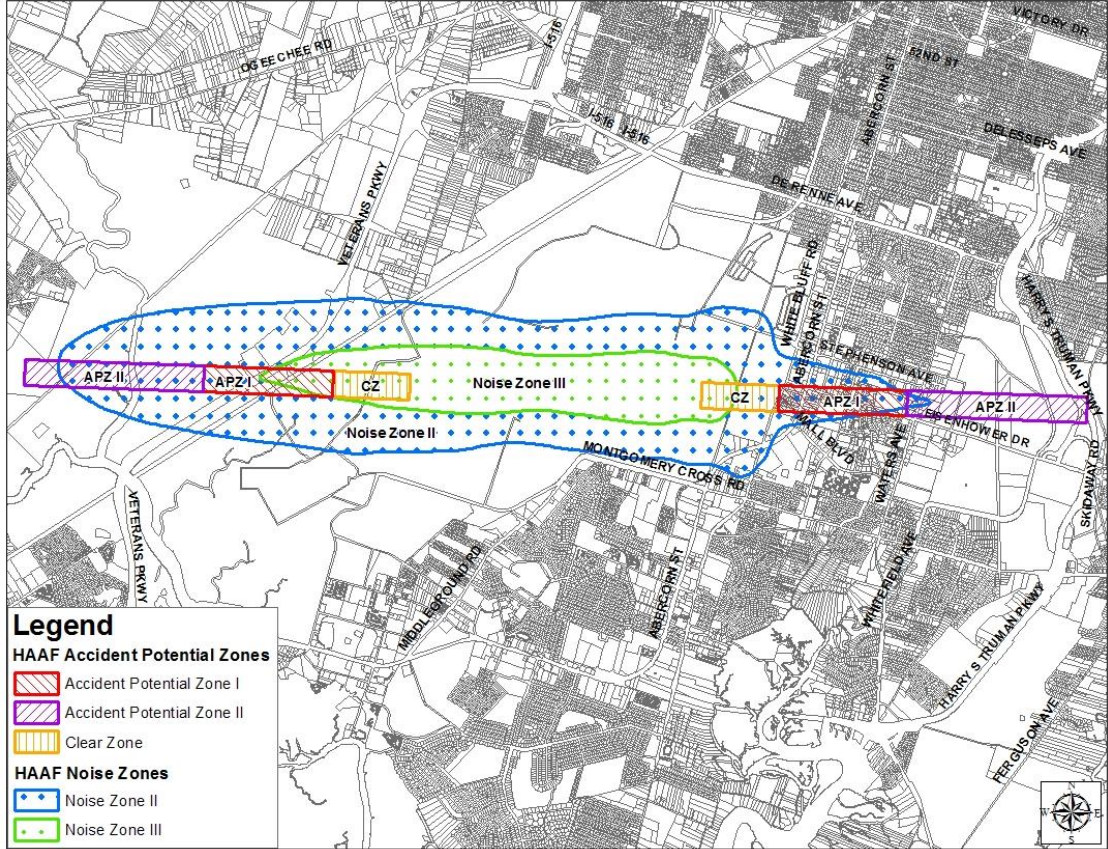 VICTORY DR
OGEECHEE RD
I-516
52ND ST
ABERCORN ST
I-516
I-516
DELESSEPS AVE
DE RENNE AVE
VETERANS PKWY
WHITE BLUFF RD
ABERCORN ST
HARRY S TRUMAN PKWY
STEPHENSON AVE
APZ II
APZ I
CZ
Noise Zone III
CZ
APZ I
APZ II
EISENHOWER DR
Noise Zone II
MALL BLVD
MONTGOMERY CROSS RD
WATERS AVE
SKIDAWAY RD
VETERANS PKWY
MIDDLEGROUND RD
ABERCORN ST
WHITEFIELD AVE
HARRY S TRUMAN PKWY
FERGUSON AVE
Legend
HAAF Accident Potential Zones
Accident Potential Zone I
Accident Potential Zone II
Clear Zone
HAAF Noise Zones
Noise Zone II
Noise Zone III
N
W
E
S